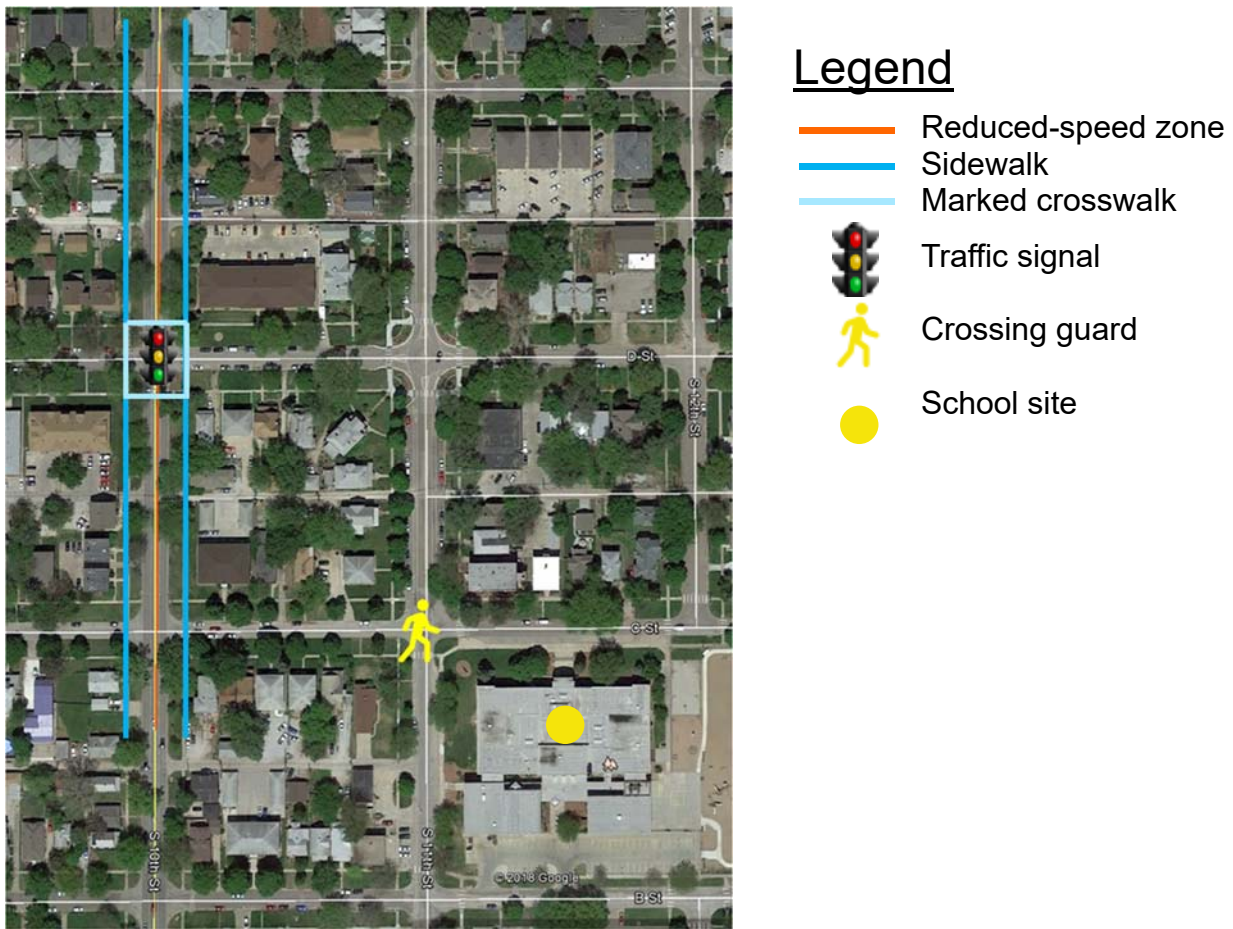 Legend
Reduced-speed zone
Sidewalk
Marked crosswalk
Traffic signal
Crossing guard
School site
D St
S 12th St
C St
S 10th St
S 11th St
© 2018 Google
B St